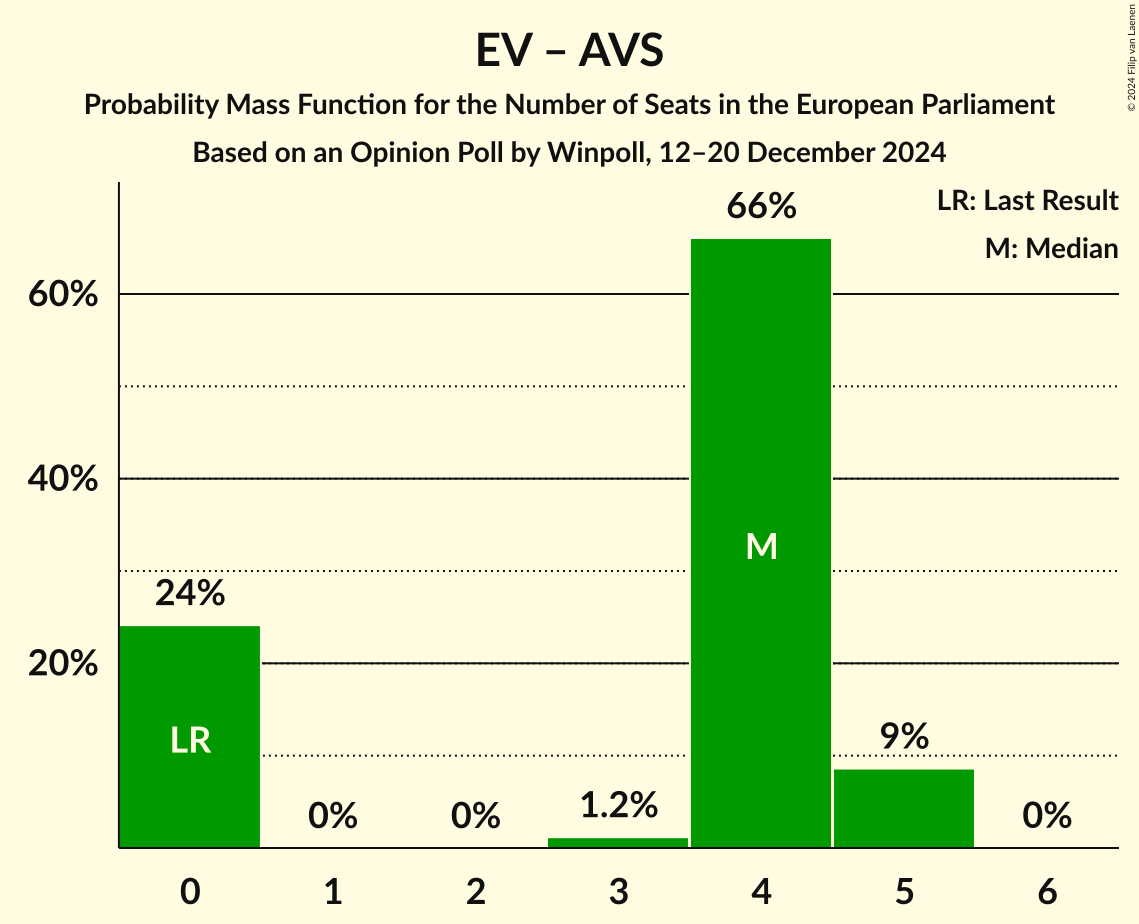 EV – AVS
Probability Mass Function for the Number of Seats in the European Parliament
Based on an Opinion Poll by Winpoll, 12–20 December 2024
© 2024 Filip van Laenen
LR: Last Result
M: Median
60%
40%
20%
24%
0%
0%
1.2%
66%
9%
0%
LR
M
0
1
2
3
4
5
6